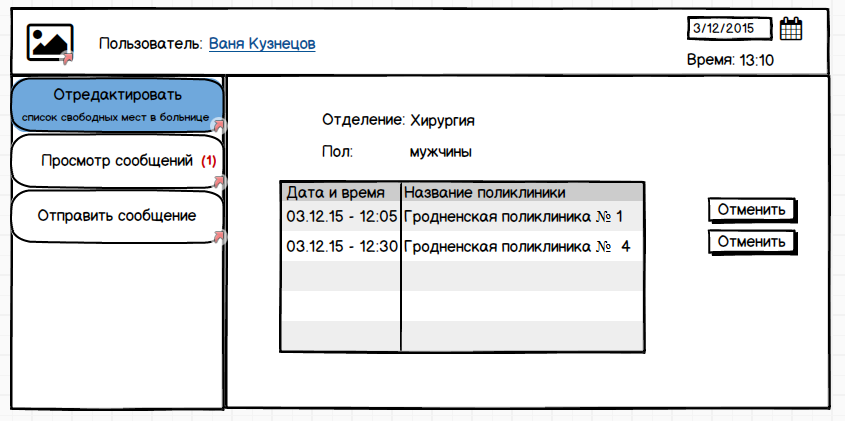 Пользователь: Ваня Кузнецов
3/12/2015
Время: 13:10
Отредактировать
список свободных мест в больнице
Просмотр сообщений (1)
Отправить сообщение
Отделение: Хирургия
Пол: мужчины
Дата и время Название поликлиники
03.12.15 - 12:05 Гродненская поликлиника № 1 Отменить
03.12.15 - 12:30 Гродненская поликлиника № 4 Отменить